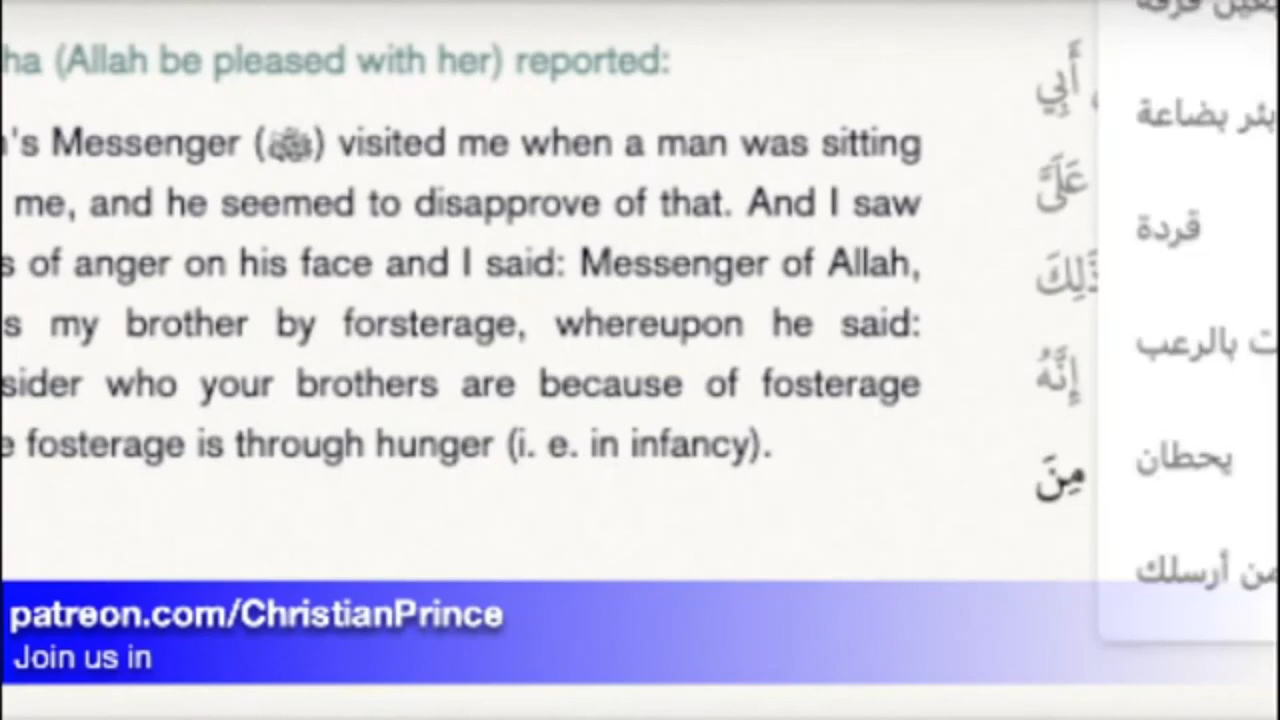 ha (Allah be pleased with her) reported:
's Messenger (ﷺ) visited me when a man was sitting
me, and he seemed to disapprove of that. And I saw
s of anger on his face and I said: Messenger of Allah,
s my brother by forsterage, whereupon he said:
sider who your brothers are because of fosterage
e fosterage is through hunger (i. e. in infancy).
أَبِي
عَلَىَّ
ذَلِكَ
إِنَّهُ
مِنَ
بئر بضاعة
قردة
ت بالرعب
يحطان
من أرسلك
patreon.com/ChristianPrince
Join us in